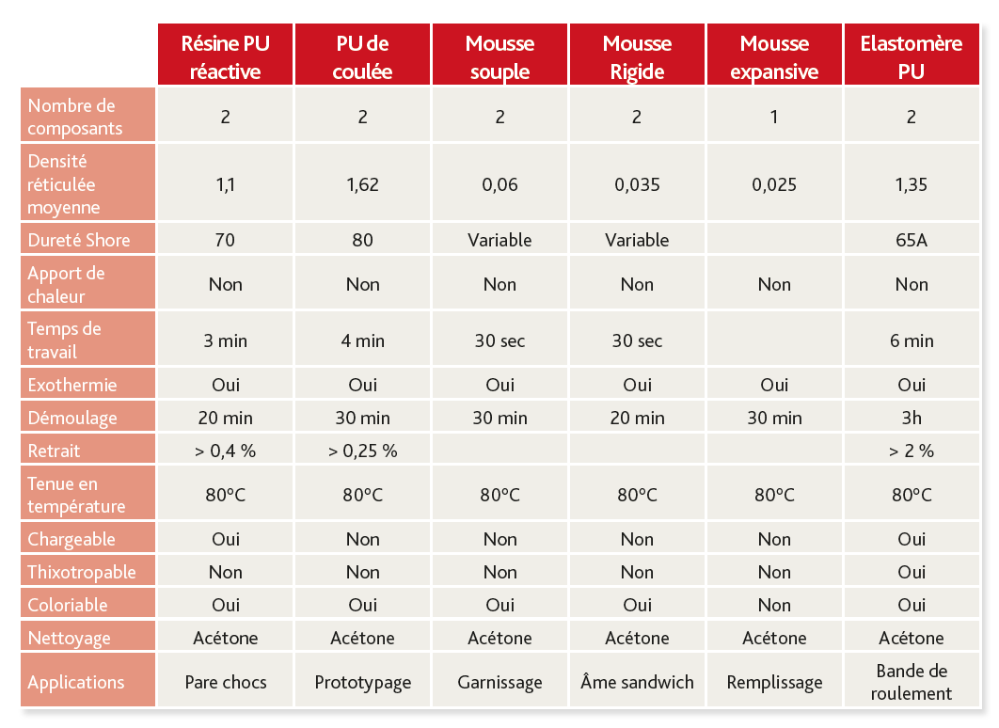 Résine PU réactive PU de coulée Mousse souple Mousse Rigide Mousse expansive Elastomère PU
Nombre de composants 2 2 2 2 1 2
Densité réticulée moyenne 1,1 1,62 0,06 0,035 0,025 1,35
Dureté Shore 70 80 Variable Variable 65A
Apport de chaleur Non Non Non Non Non Non
Temps de travail 3 min 4 min 30 sec 30 sec 6 min
Exothermie Oui Oui Oui Oui Oui Oui
Démoulage 20 min 30 min 30 min 20 min 30 min 3h
Retrait > 0,4 % > 0,25 % > 2 %
Tenue en température 80°C 80°C 80°C 80°C 80°C 80°C
Chargeable Oui Non Non Non Non Oui
Thixotropable Non Non Non Non Non Oui
Coloriable Oui Oui Oui Oui Non Oui
Nettoyage Acétone Acétone Acétone Acétone Acétone Acétone
Applications Pare chocs Prototypage Garnissage Âme sandwich Remplissage Bande de roulement